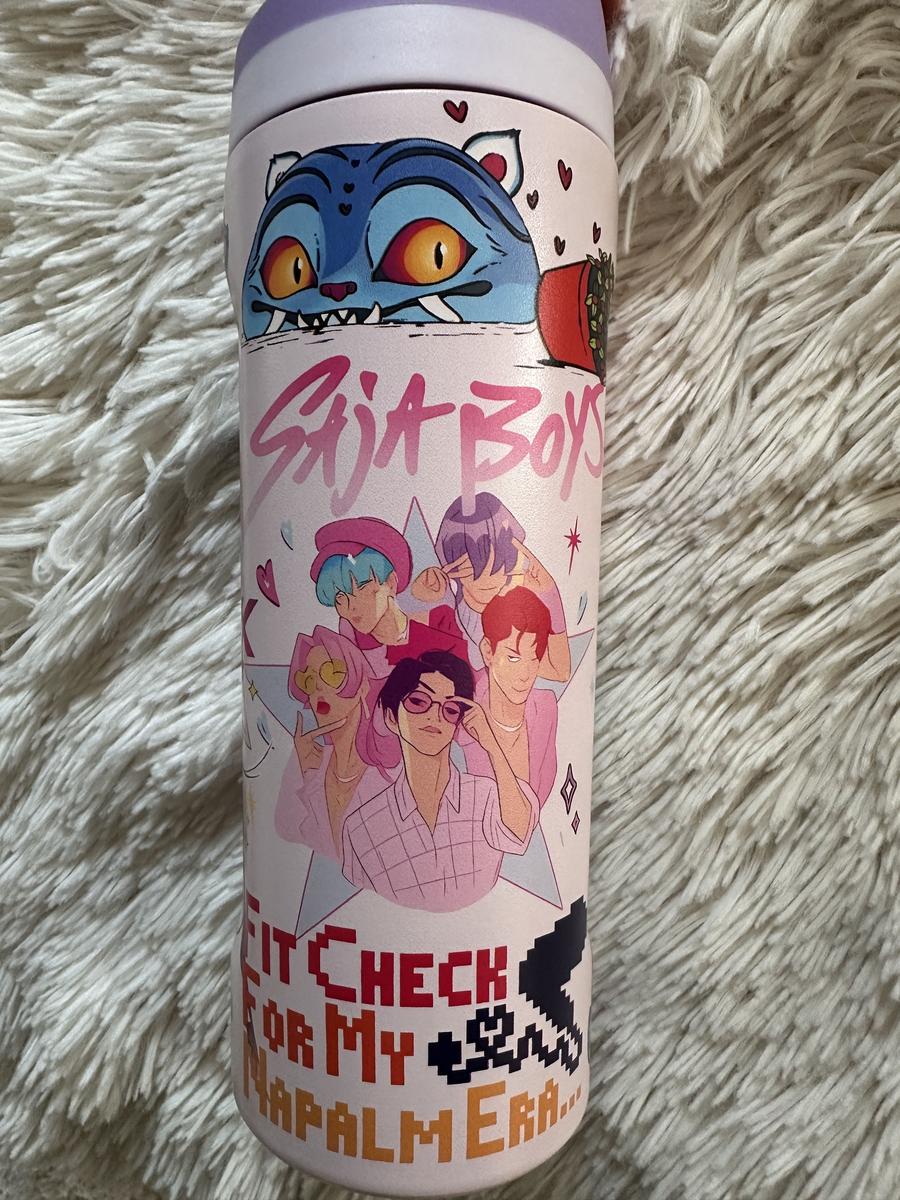 SAJA BOYS
FIT CHECK
FOR MY
NAPALM ERA...